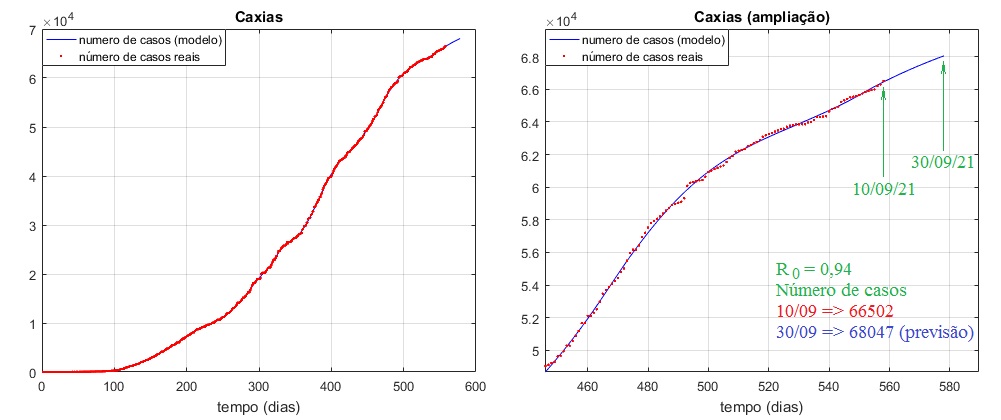 Caxias
×10⁴
numero de casos (modelo)
número de casos reais
7
6
5
4
3
2
1
0
0 100 200 300 400 500 600
tempo (dias)
Caxias (ampliação)
×10⁴
numero de casos (modelo)
número de casos reais
6.8
6.6
6.4
6.2
6
5.8
5.6
5.4
5.2
5
30/09/21
10/09/21
R₀ = 0,94
Número de casos
10/09 => 66502
30/09 => 68047 (previsão)
460 480 500 520 540 560 580
tempo (dias)